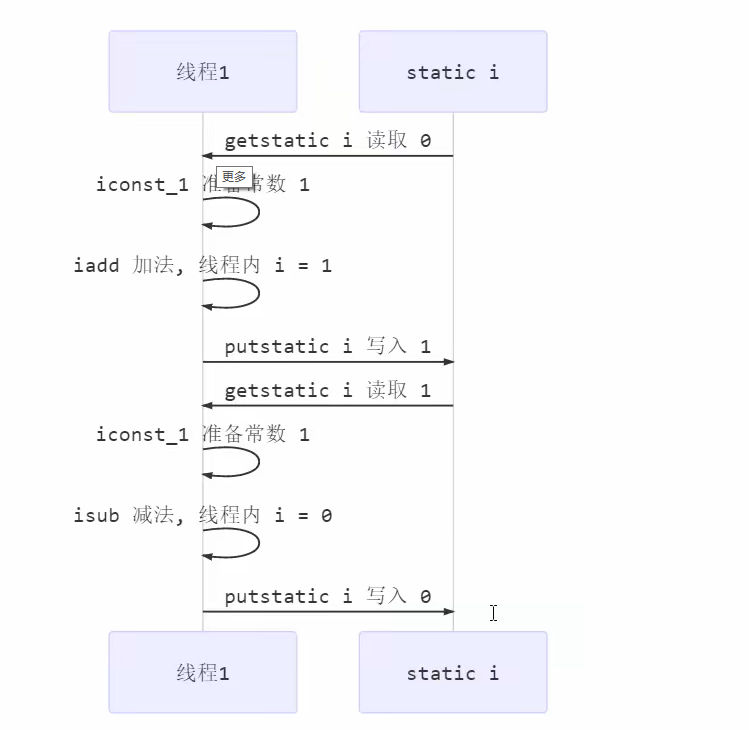 线程1
static i
getstatic i 读取 0
更多
iconst_1 准备常数 1
iadd 加法, 线程内 i = 1
putstatic i 写入 1
getstatic i 读取 1
iconst_1 准备常数 1
isub 减法, 线程内 i = 0
putstatic i 写入 0
线程1
static i